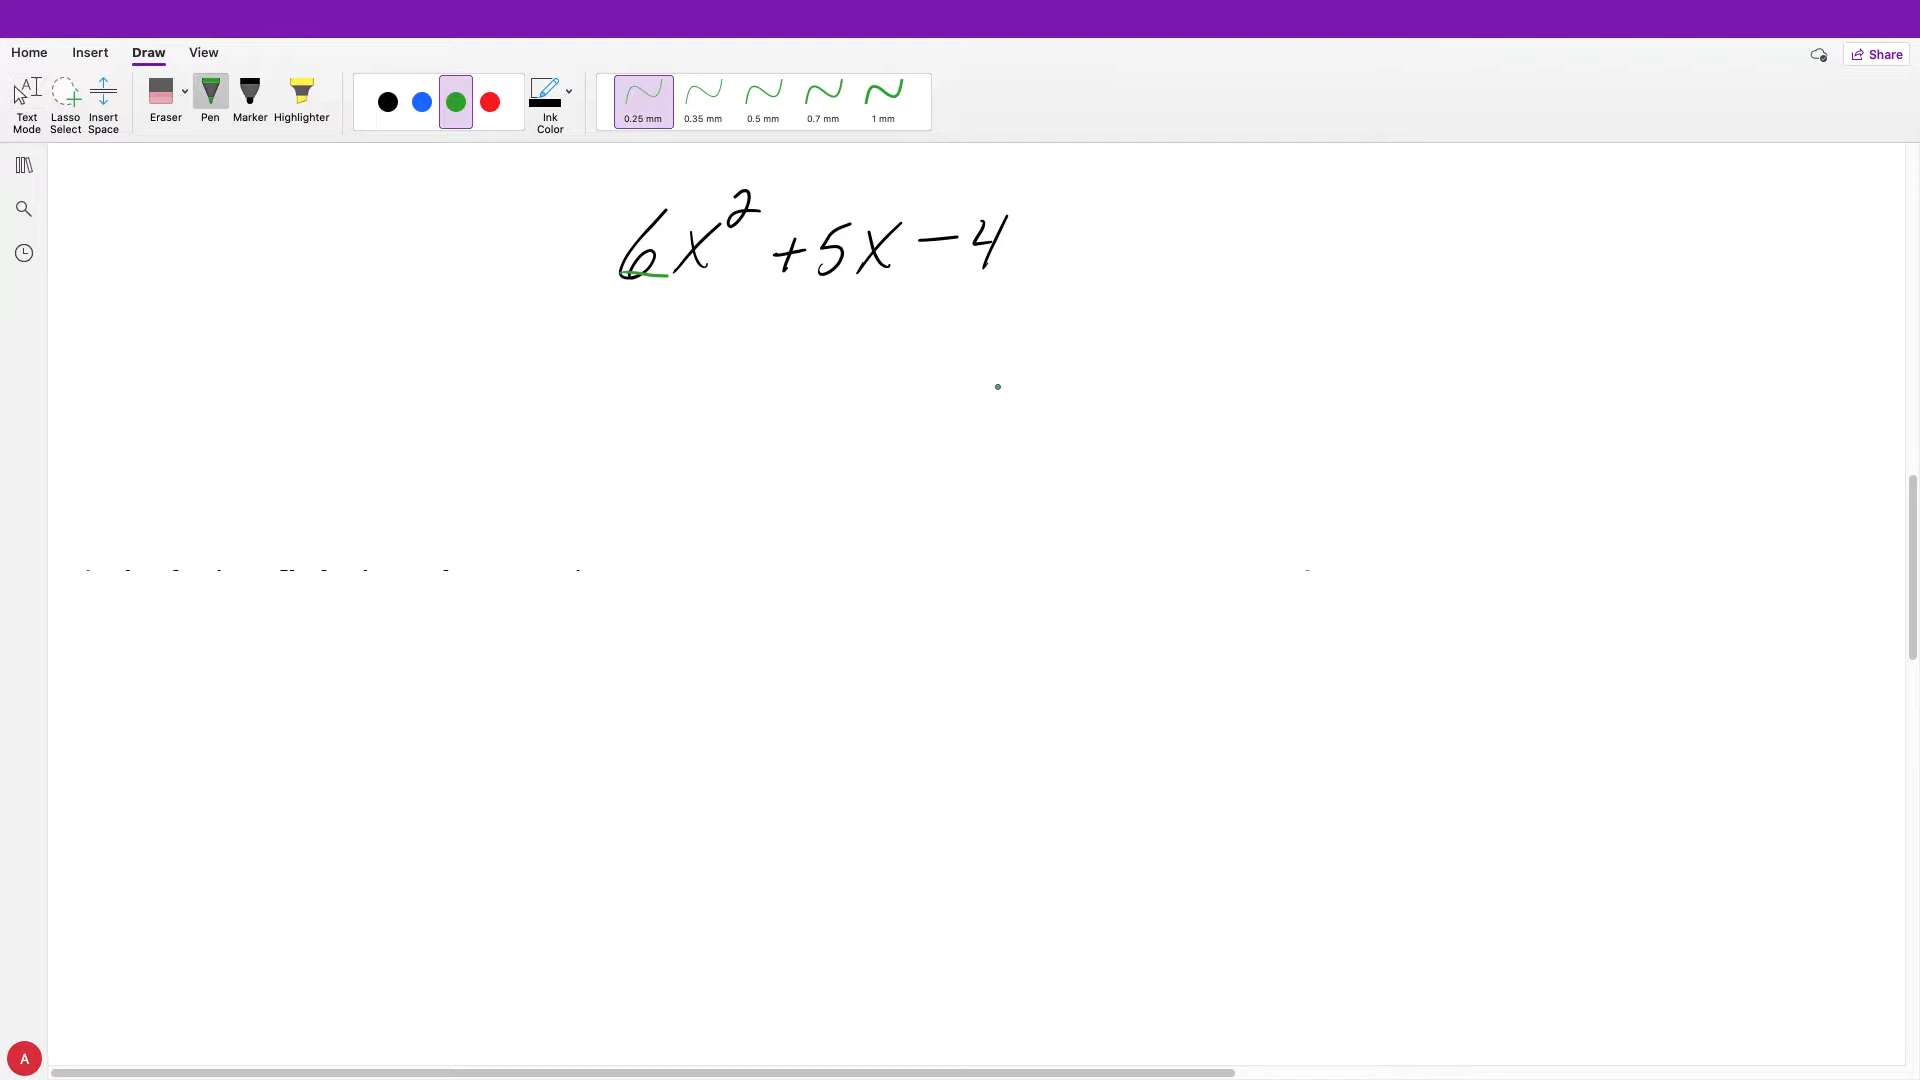 Home Insert Draw View
Share
Text Mode
Lasso Select
Insert Space
Eraser
Pen
Marker
Highlighter
Ink Color
0.25 mm
0.35 mm
0.5 mm
0.7 mm
1 mm
6x² + 5x − 4
A